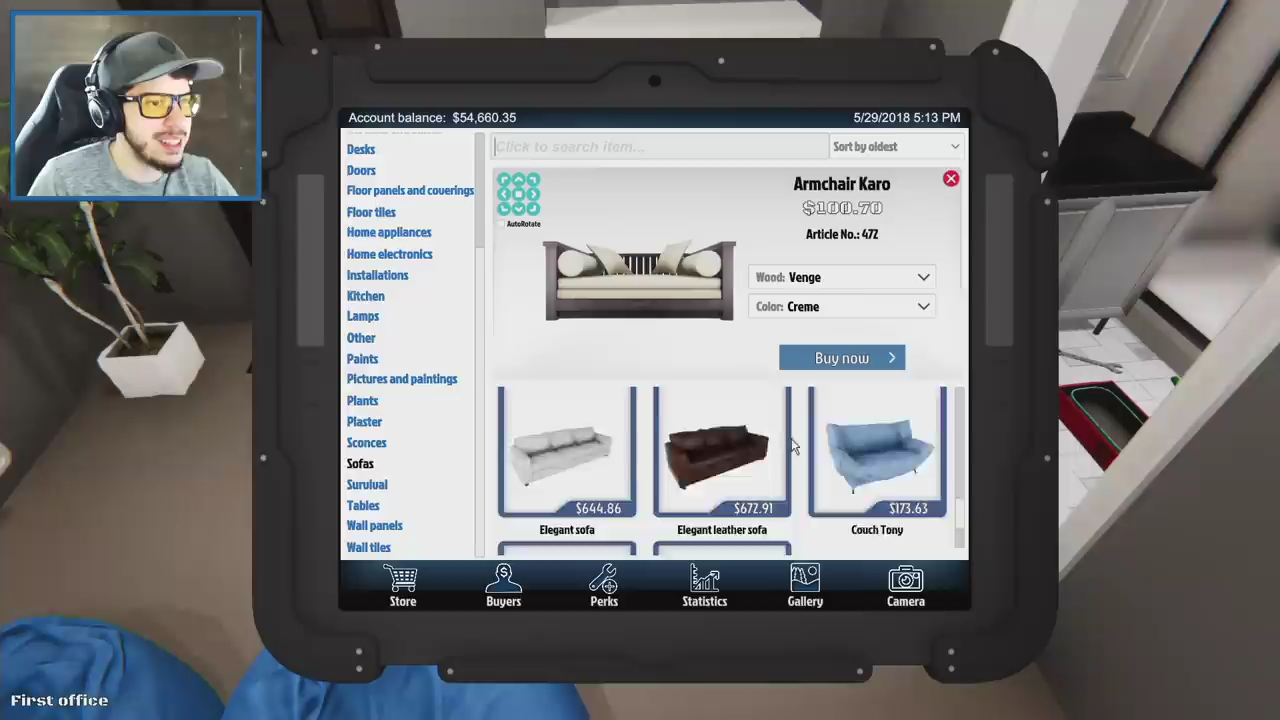 Account balance: $54,660.35
5/29/2018 5:13 PM
Desks
Doors
Floor panels and coverings
Floor tiles
Home appliances
Home electronics
Installations
Kitchen
Lamps
Other
Paints
Pictures and paintings
Plants
Plaster
Sconces
Sofas
Survival
Tables
Wall panels
Wall tiles
Click to search item...
Sort by oldest
AutoRotate
Armchair Karo
$100.70
Article No.: 472
Wood: Venge
Color: Creme
Buy now
$644.86
$672.91
$173.63
Elegant sofa
Elegant leather sofa
Couch Tony
Store
Buyers
Perks
Statistics
Gallery
Camera
First office